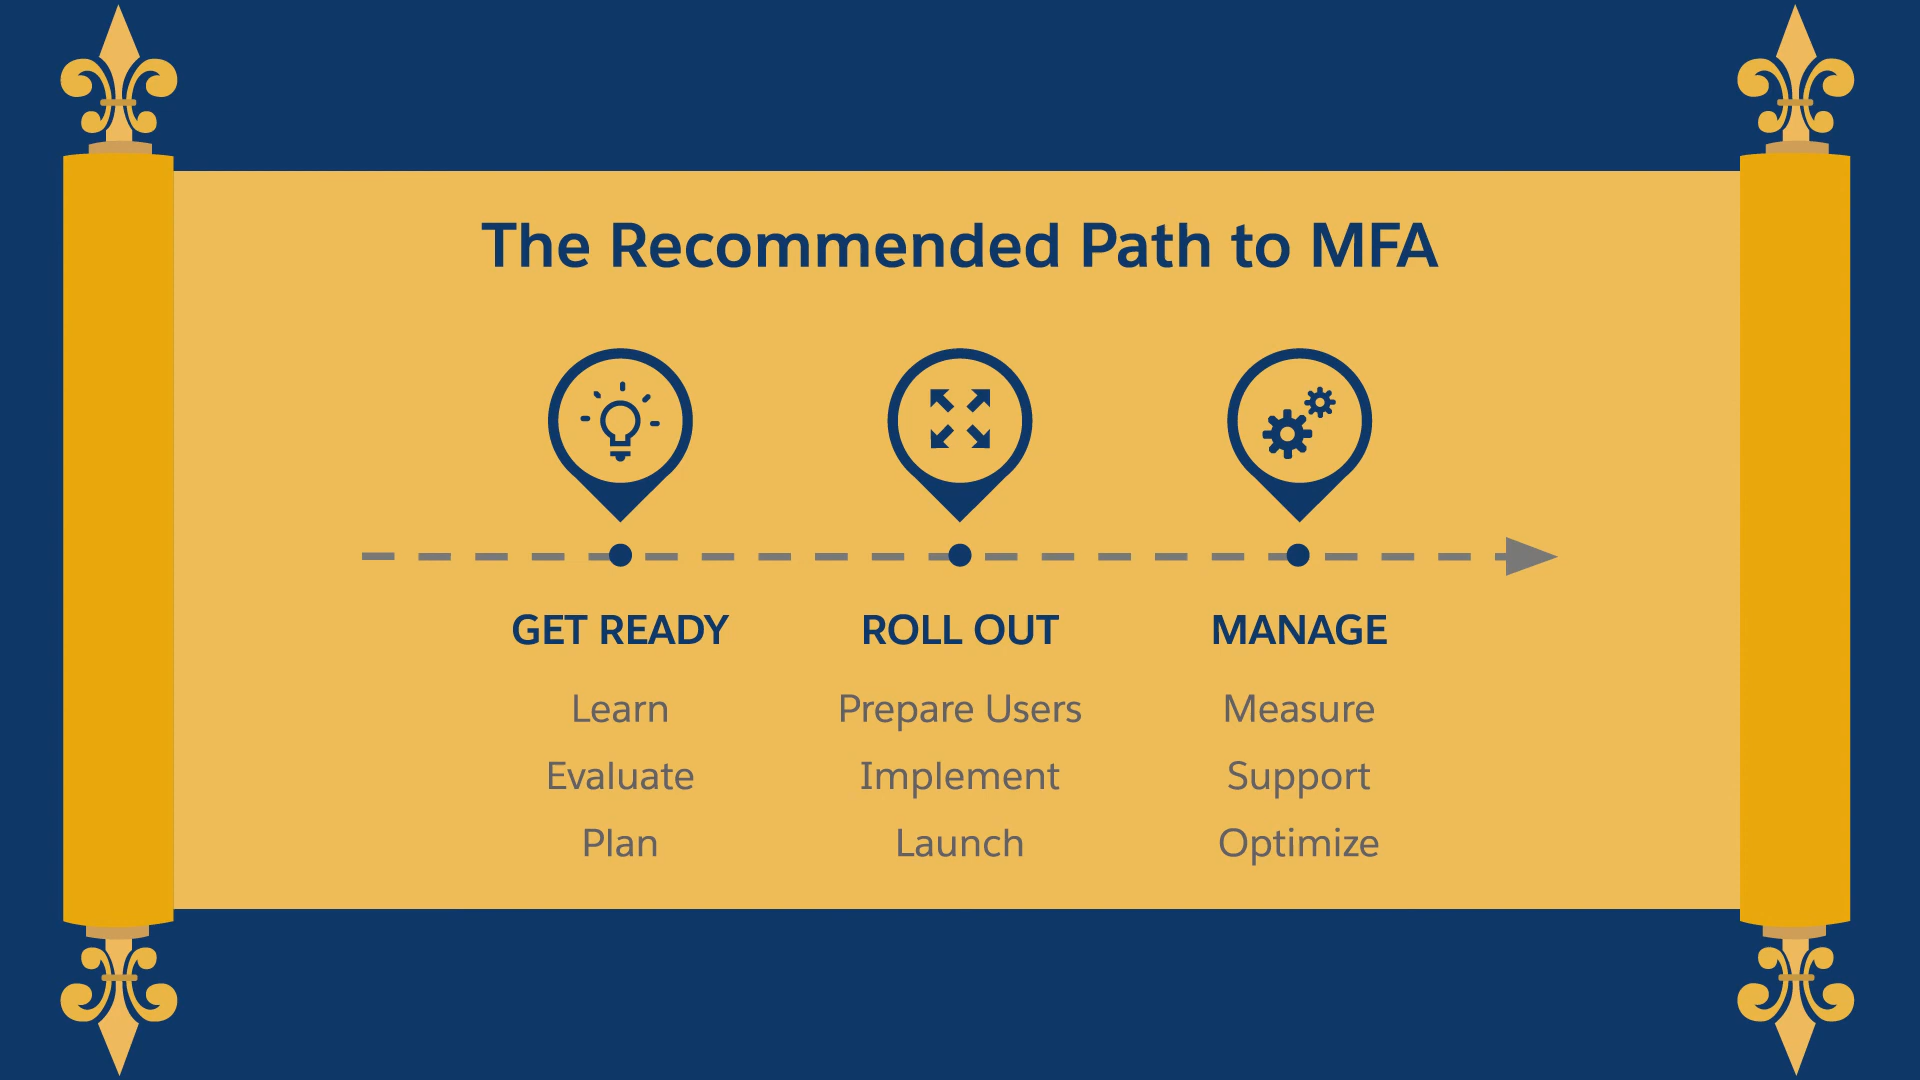 The Recommended Path to MFA
GET READY
Learn
Evaluate
Plan
ROLL OUT
Prepare Users
Implement
Launch
MANAGE
Measure
Support
Optimize